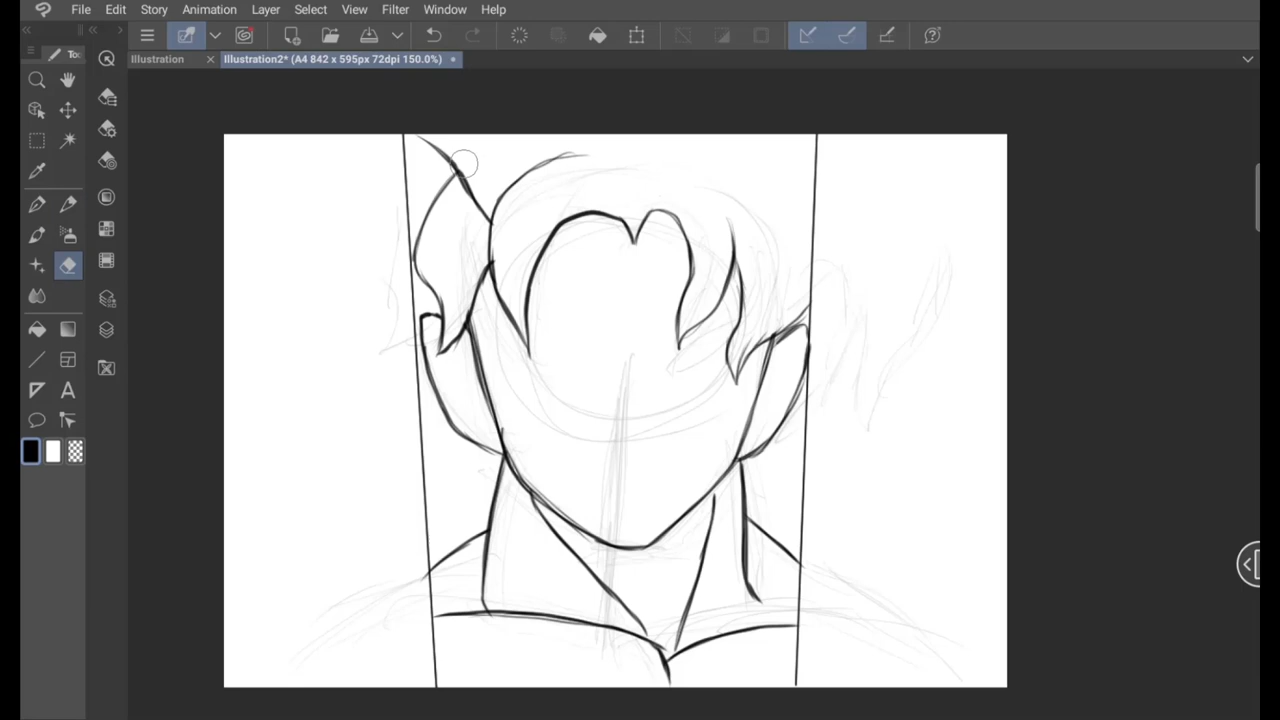 File Edit Story Animation Layer Select View Filter Window Help
Illustration Illustration2* (A4 842 x 595px 72dpi 150.0%)
A